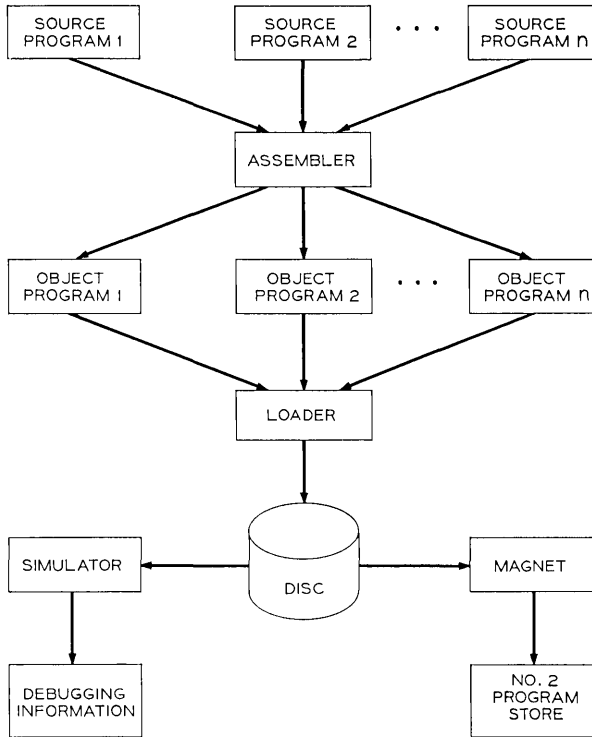 SOURCE
PROGRAM 1
SOURCE
PROGRAM 2
. . .
SOURCE
PROGRAM n
ASSEMBLER
OBJECT
PROGRAM 1
OBJECT
PROGRAM 2
. . .
OBJECT
PROGRAM n
LOADER
SIMULATOR
DISC
MAGNET
DEBUGGING
INFORMATION
NO. 2
PROGRAM
STORE